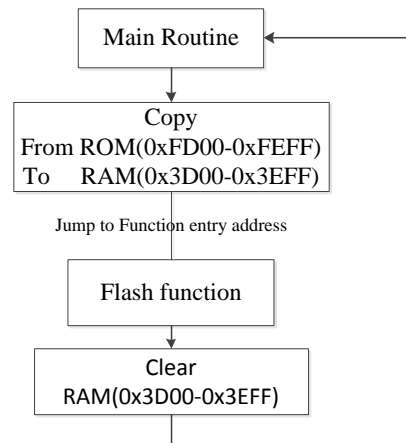 Main Routine
Copy
From ROM(0xFD00-0xFEFF)
To RAM(0x3D00-0x3EFF)
Jump to Function entry address
Flash function
Clear
RAM(0x3D00-0x3EFF)